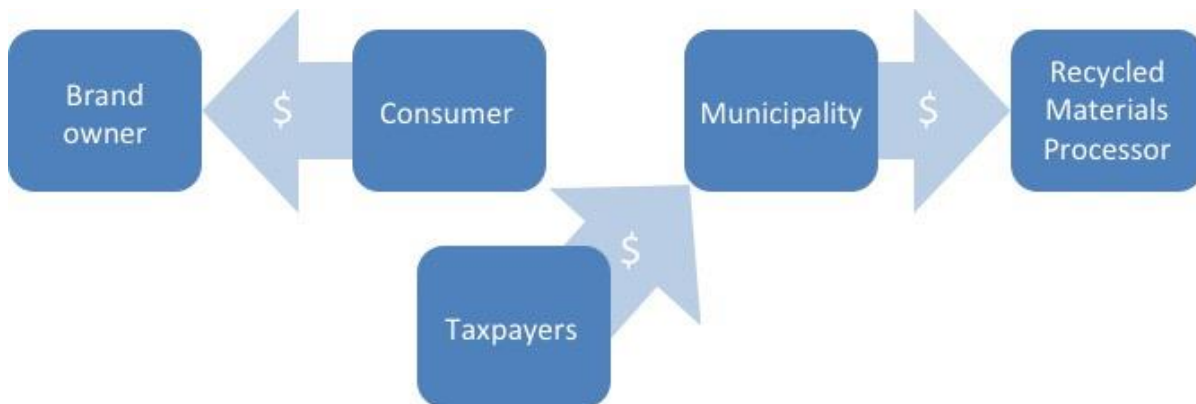 Brand
owner
$
Consumer
Municipality
$
Recycled
Materials
Processor
$
Taxpayers